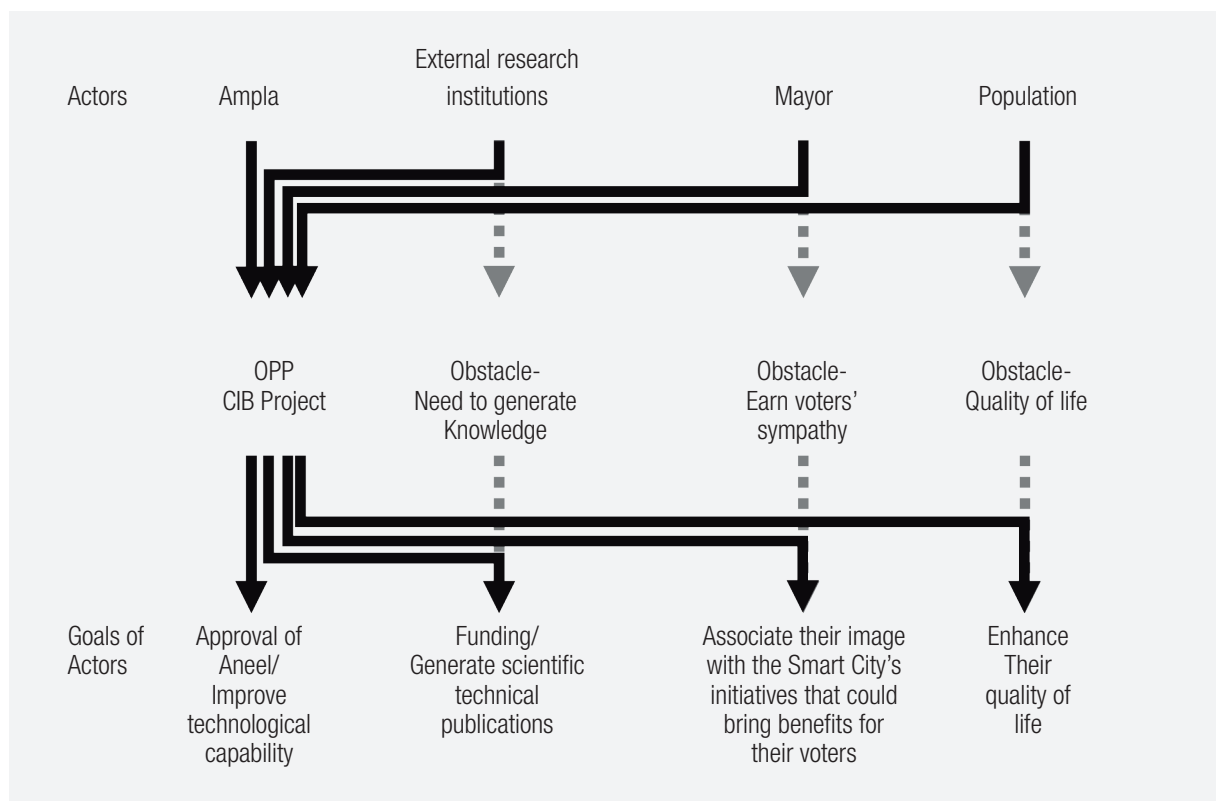 Actors
Ampla
External research
institutions
Mayor
Population
OPP
CIB Project
Obstacle-
Need to generate
Knowledge
Obstacle-
Earn voters'
sympathy
Obstacle-
Quality of life
Goals of
Actors
Approval of
Aneel/
Improve
technological
capability
Funding/
Generate scientific
technical
publications
Associate their image
with the Smart City's
initiatives that could
bring benefits for
their voters
Enhance
Their
quality of
life